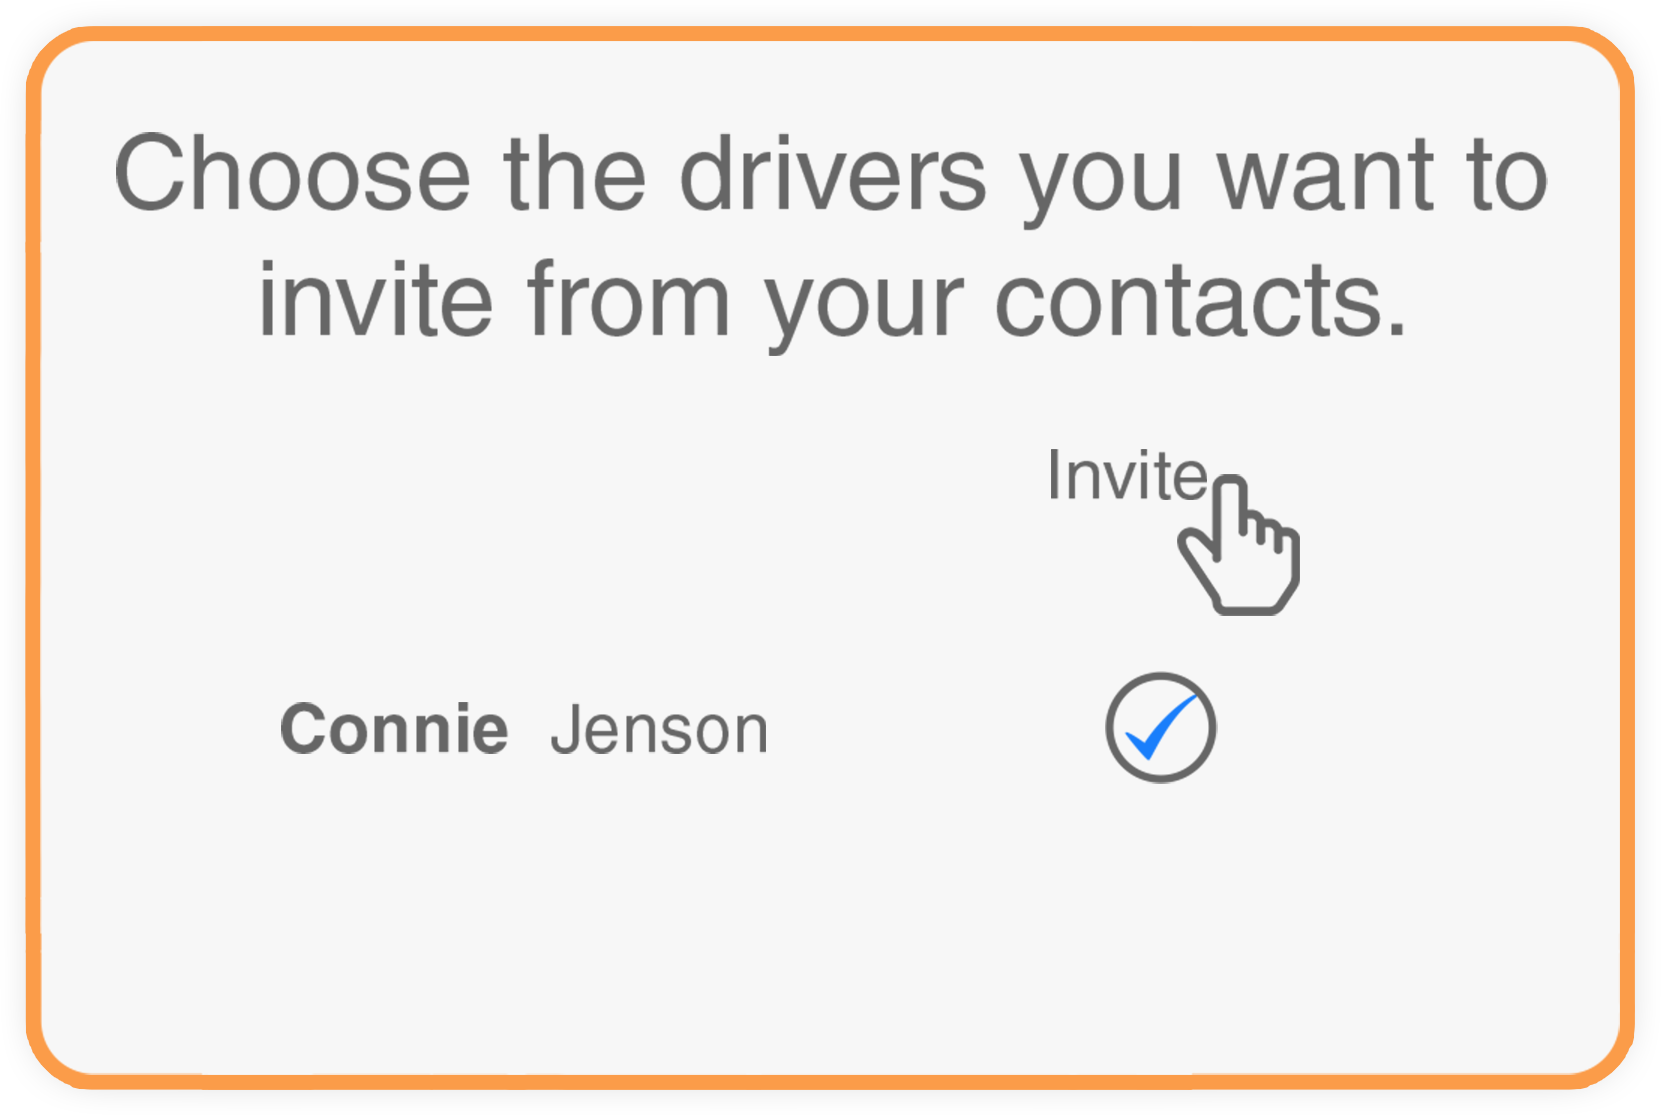 Choose the drivers you want to
invite from your contacts.
Invite
Connie Jenson